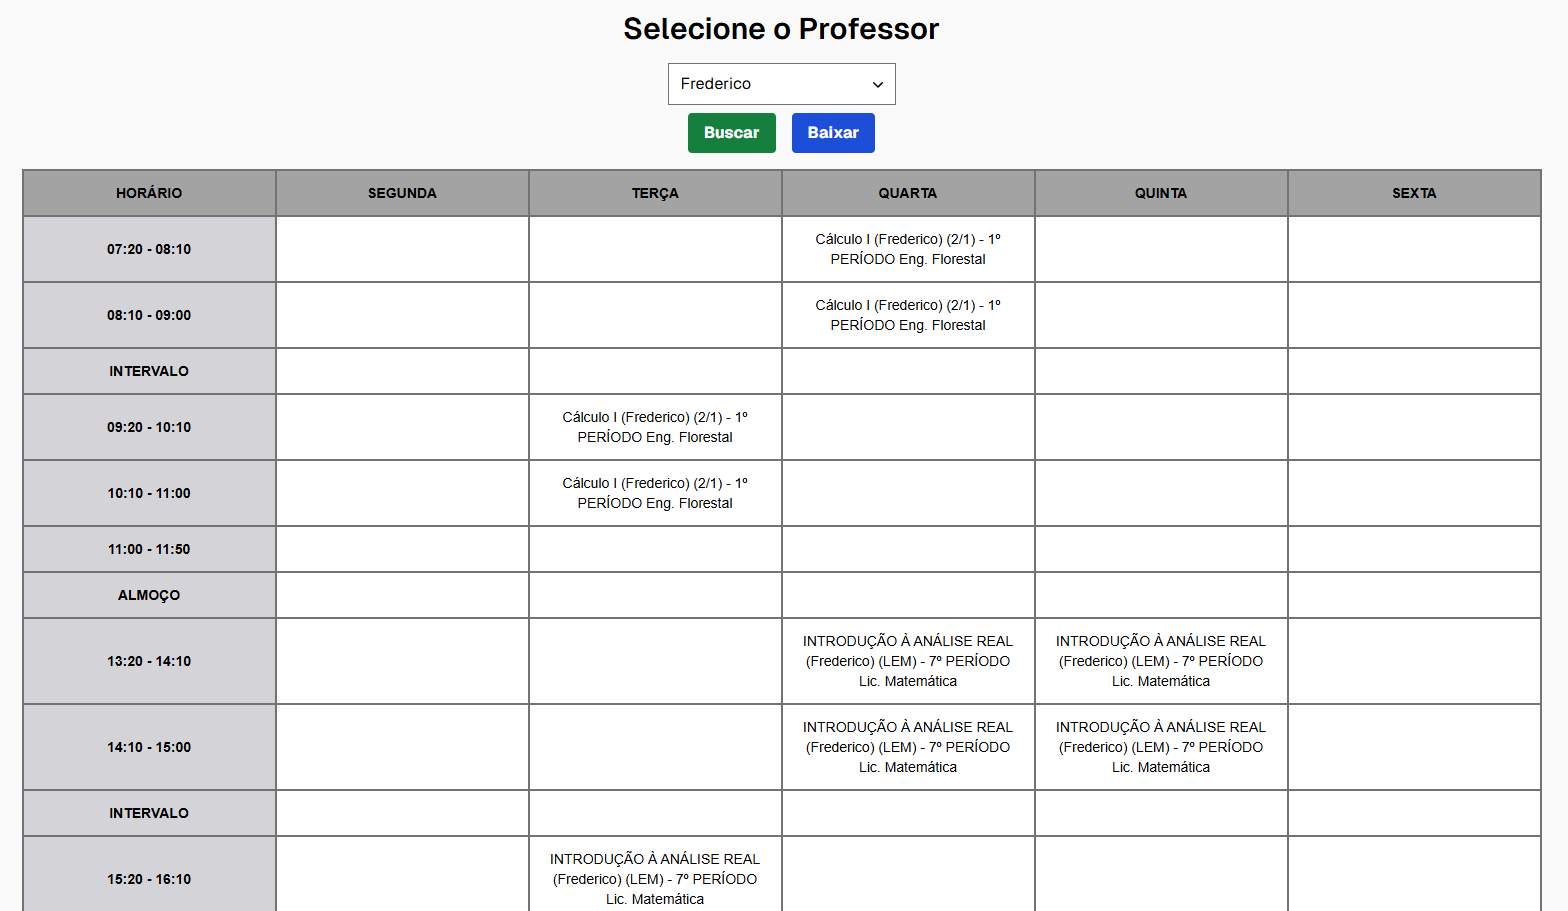 Selecione o Professor
Frederico
Buscar Baixar
HORÁRIO SEGUNDA TERÇA QUARTA QUINTA SEXTA
07:20 - 08:10
Cálculo I (Frederico) (2/1) - 1º
PERÍODO Eng. Florestal
08:10 - 09:00
Cálculo I (Frederico) (2/1) - 1º
PERÍODO Eng. Florestal
INTERVALO
09:20 - 10:10
Cálculo I (Frederico) (2/1) - 1º
PERÍODO Eng. Florestal
10:10 - 11:00
Cálculo I (Frederico) (2/1) - 1º
PERÍODO Eng. Florestal
11:00 - 11:50
ALMOÇO
13:20 - 14:10
INTRODUÇÃO À ANÁLISE REAL
(Frederico) (LEM) - 7º PERÍODO
Lic. Matemática
INTRODUÇÃO À ANÁLISE REAL
(Frederico) (LEM) - 7º PERÍODO
Lic. Matemática
14:10 - 15:00
INTRODUÇÃO À ANÁLISE REAL
(Frederico) (LEM) - 7º PERÍODO
Lic. Matemática
INTRODUÇÃO À ANÁLISE REAL
(Frederico) (LEM) - 7º PERÍODO
Lic. Matemática
INTERVALO
15:20 - 16:10
INTRODUÇÃO À ANÁLISE REAL
(Frederico) (LEM) - 7º PERÍODO
Lic. Matemática